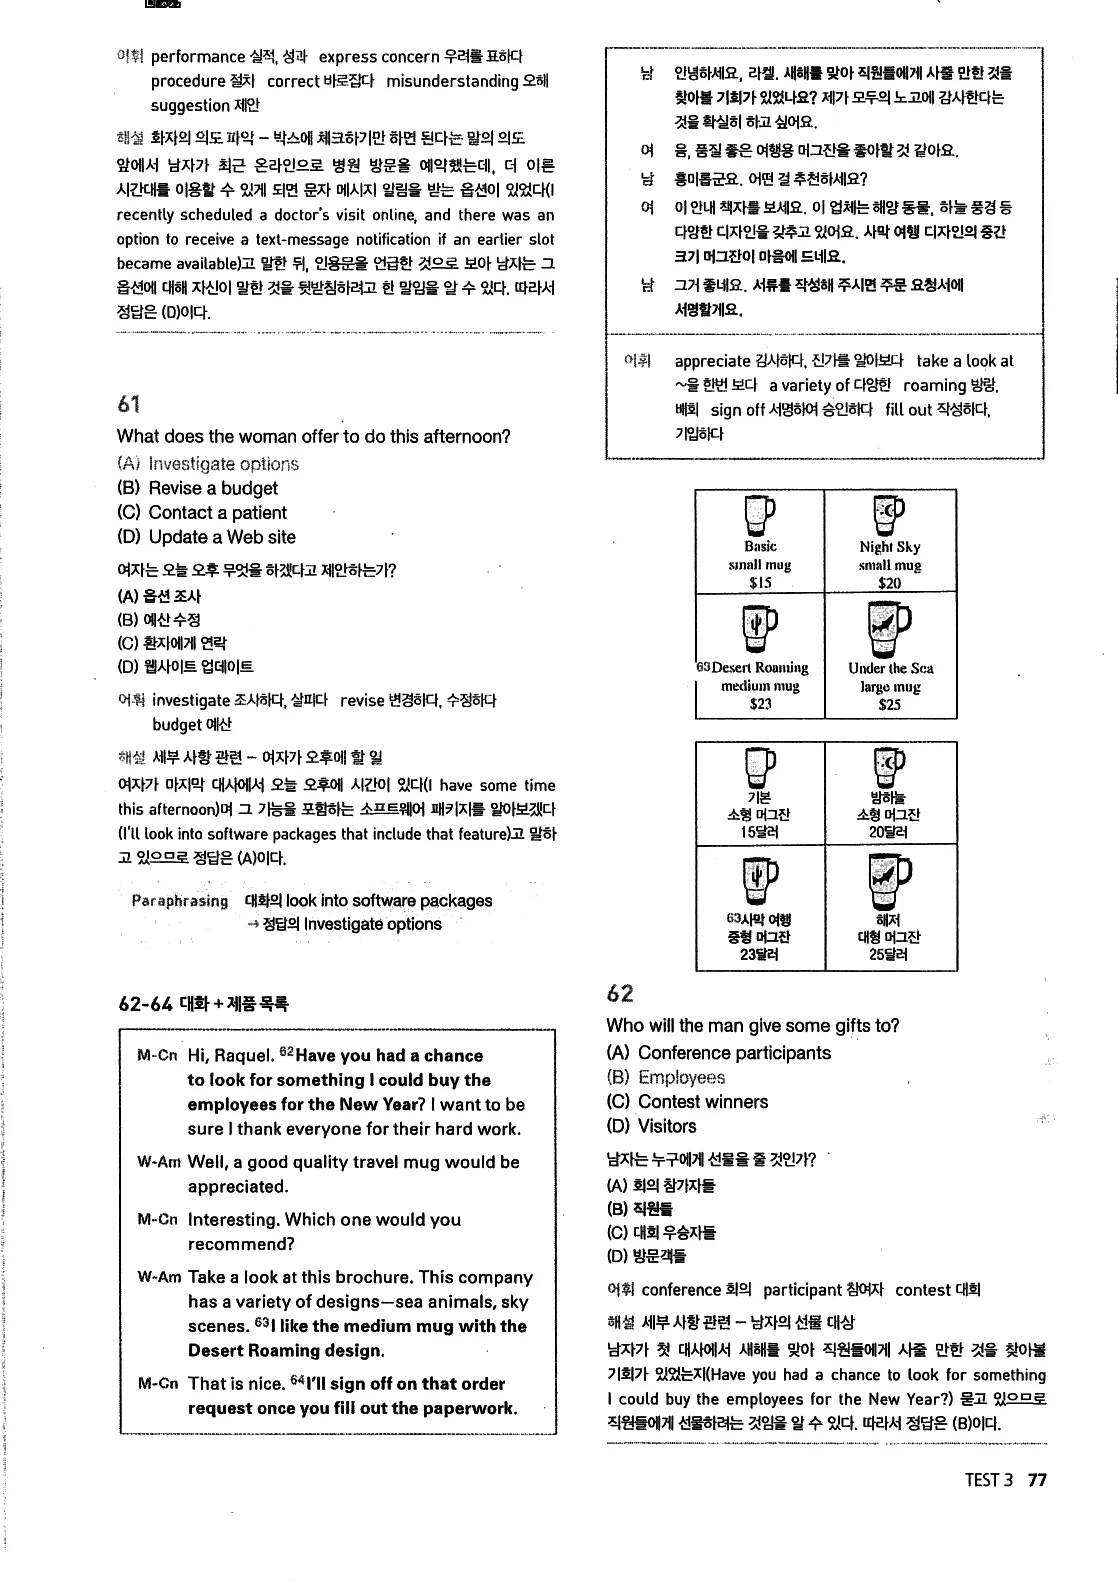 어휘 performance 실적, 성과 express concern 우려를 표하다
procedure 절차 correct 바로잡다 misunderstanding 오해
suggestion 제안
해설 화자의 의도 파악 – 박스에 체크하기만 하면 된다는 말의 의도
앞에서 남자가 최근 온라인으로 병원 방문을 예약했는데, 더 이른
시간대를 이용할 수 있게 되면 문자 메시지 알림을 받는 옵션이 있었다(I
recently scheduled a doctor's visit online, and there was an
option to receive a text-message notification if an earlier slot
became available)고 말한 뒤, 인용문을 언급한 것으로 보아 남자는 그
옵션에 대해 자신이 말한 것을 뒷받침하려고 한 말임을 알 수 있다. 따라서
정답은 (D)이다.
61
What does the woman offer to do this afternoon?
(A) Investigate options
(B) Revise a budget
(C) Contact a patient
(D) Update a Web site
여자는 오늘 오후 무엇을 하겠다고 제안하는가?
(A) 옵션 조사
(B) 예산 수정
(C) 환자에게 연락
(D) 웹사이트 업데이트
어휘 investigate 조사하다, 살피다 revise 변경하다, 수정하다
budget 예산
해설 세부 사항 관련 – 여자가 오후에 할 일
여자가 마지막 대사에서 오늘 오후에 시간이 있다(I have some time
this afternoon)며 그 기능을 포함하는 소프트웨어 패키지를 알아보겠다
(I'll look into software packages that include that feature)고 말하
고 있으므로 정답은 (A)이다.
Paraphrasing 대화의 look into software packages
→ 정답의 Investigate options
62-64 대화 + 제품 목록
M-Cn Hi, Raquel. 62Have you had a chance
to look for something I could buy the
employees for the New Year? I want to be
sure I thank everyone for their hard work.
W-Am Well, a good quality travel mug would be
appreciated.
M-Cn Interesting. Which one would you
recommend?
W-Am Take a look at this brochure. This company
has a variety of designs—sea animals, sky
scenes. 63I like the medium mug with the
Desert Roaming design.
M-Cn That is nice. 64I'll sign off on that order
request once you fill out the paperwork.
남 안녕하세요, 라켈. 새해를 맞아 직원들에게 사줄 만한 것을
찾아볼 기회가 있었나요? 제가 모두의 노고에 감사한다는
것을 확실히 하고 싶어요.
여 음, 품질 좋은 여행용 머그잔을 좋아할 것 같아요.
남 흥미롭군요. 어떤 걸 추천하세요?
여 이 안내 책자를 보세요. 이 업체는 해양 동물, 하늘 풍경 등
다양한 디자인을 갖추고 있어요. 사막 여행 디자인의 중간
크기 머그잔이 마음에 드네요.
남 그거 좋네요. 서류를 작성해 주시면 주문 요청서에
서명할게요.
어휘 appreciate 감사하다, 진가를 알아보다 take a look at
~을 한번 보다 a variety of 다양한 roaming 방랑,
배회 sign off 서명하여 승인하다 fill out 작성하다,
기입하다
Basic
small mug
$15
Night Sky
small mug
$20
63Desert Roaming
medium mug
$23
Under the Sea
large mug
$25
기본
소형 머그잔
15달러
밤하늘
소형 머그잔
20달러
63사막 여행
중형 머그잔
23달러
해저
대형 머그잔
25달러
62
Who will the man give some gifts to?
(A) Conference participants
(B) Employees
(C) Contest winners
(D) Visitors
남자는 누구에게 선물을 줄 것인가?
(A) 회의 참가자들
(B) 직원들
(C) 대회 우승자들
(D) 방문객들
어휘 conference 회의 participant 참여자 contest 대회
해설 세부 사항 관련 – 남자의 선물 대상
남자가 첫 대사에서 새해를 맞아 직원들에게 사줄 만한 것을 찾아볼
기회가 있었는지(Have you had a chance to look for something
I could buy the employees for the New Year?) 묻고 있으므로
직원들에게 선물하려는 것임을 알 수 있다. 따라서 정답은 (B)이다.
TEST 3 77